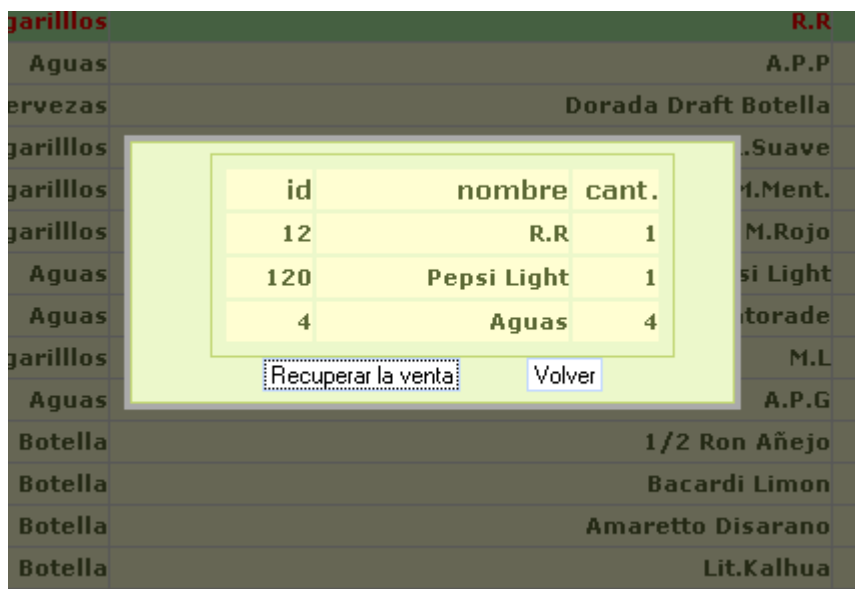 garilllos R.R
Aguas A.P.P
ervezas Dorada Draft Botella
garilllos .Suave
garilllos M.Ment.
garilllos M.Rojo
Aguas si Light
Aguas torade
garilllos M.L
Aguas A.P.G
Botella 1/2 Ron Añejo
Botella Bacardi Limon
Botella Amaretto Disarano
Botella Lit.Kalhua
id nombre cant.
12 R.R 1
120 Pepsi Light 1
4 Aguas 4
Recuperar la venta Volver